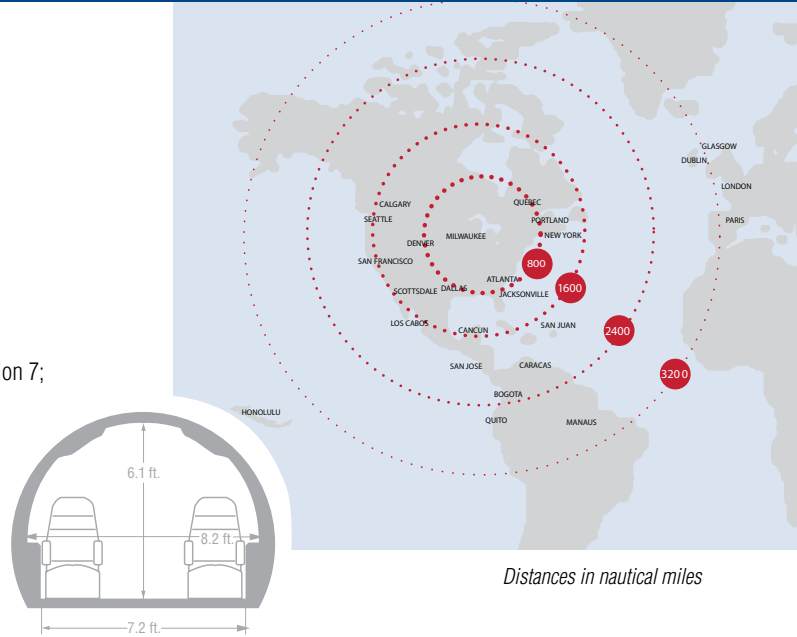 GLASGOW
DUBLIN
LONDON
CALGARY
QUEBEC
SEATTLE
PORTLAND
PARIS
DENVER
MILWAUKEE
NEW YORK
SAN FRANCISCO
800
ATLANTA
SCOTTSDALE
DALLAS
JACKSONVILLE
1600
LOS CABOS
CANCUN
SAN JUAN
2400
SAN JOSE
CARACAS
3200
on 7;
BOGOTA
HONOLULU
QUITO
MANAUS
6.1 ft.
8.2 ft.
7.2 ft.
Distances in nautical miles